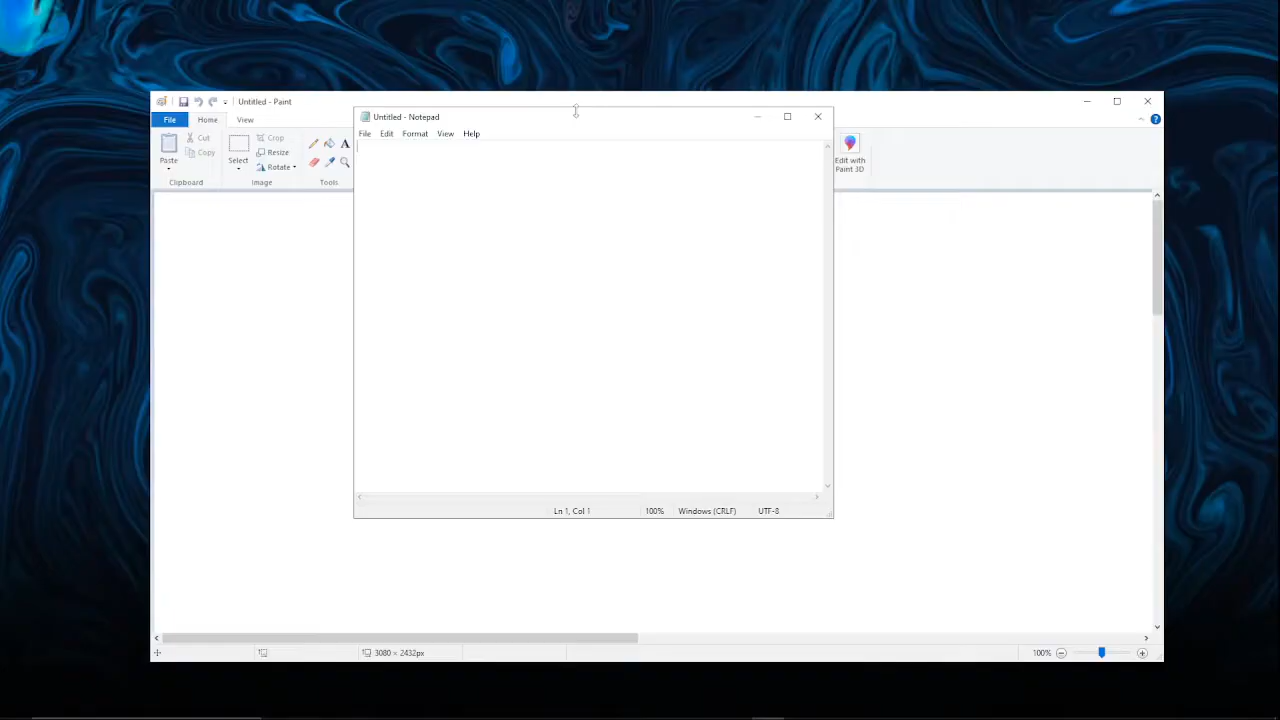 Untitled - Paint
File Home View
Paste
Clipboard
Cut
Copy
Select
Crop
Resize
Rotate
Image
A
Tools
Edit with
Paint 3D
Untitled - Notepad
File Edit Format View Help
Ln 1, Col 1 100% Windows (CRLF) UTF-8
3080 × 2432px 100%